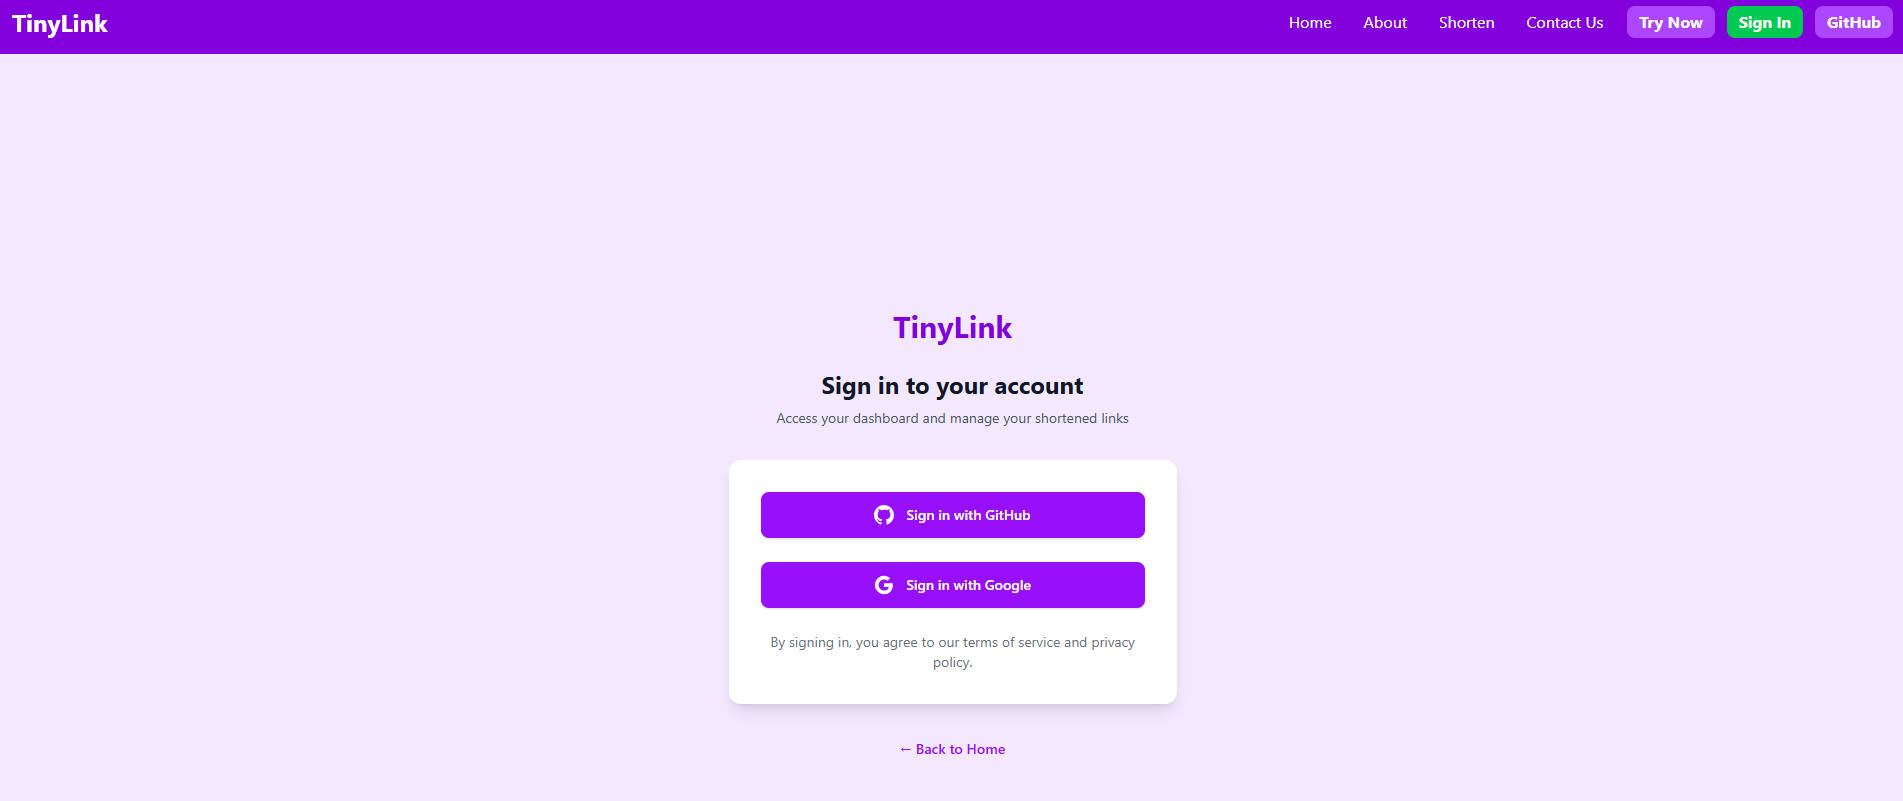 TinyLink
Home About Shorten Contact Us Try Now Sign In GitHub
TinyLink
Sign in to your account
Access your dashboard and manage your shortened links
Sign in with GitHub
Sign in with Google
By signing in, you agree to our terms of service and privacy
policy.
← Back to Home